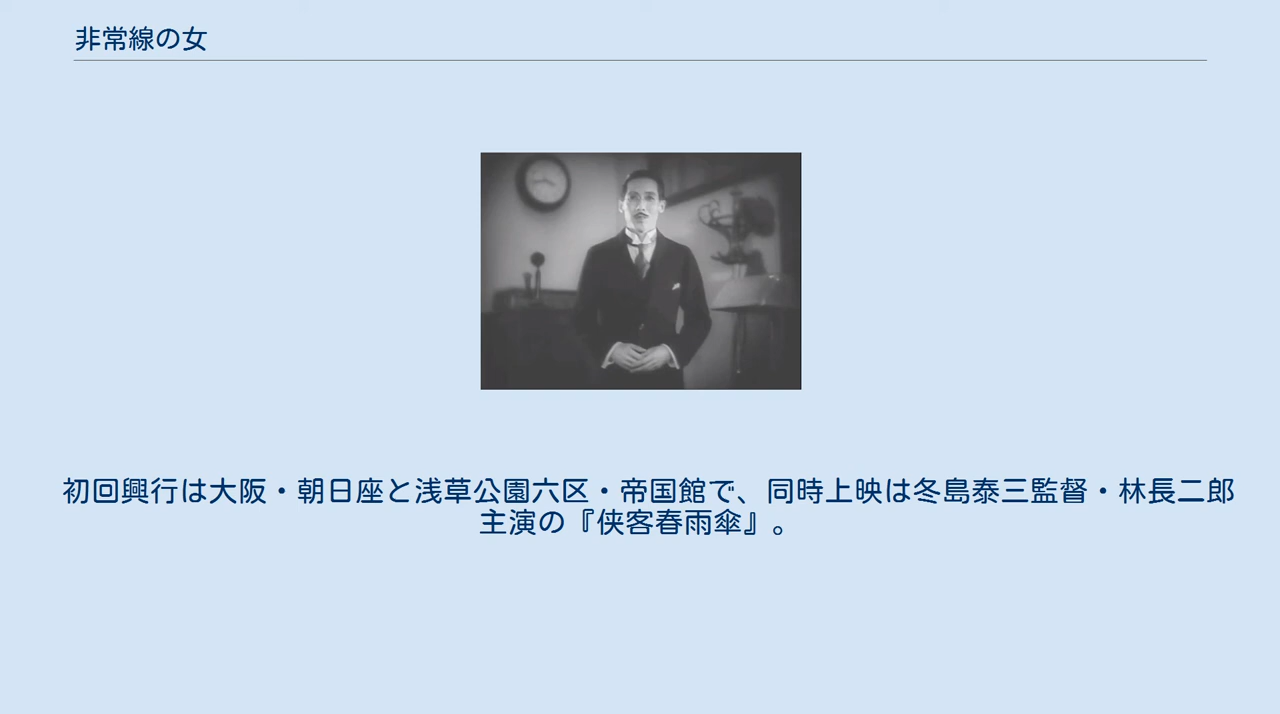 非常線の女
初回興行は大阪・朝日座と浅草公園六区・帝国館で、同時上映は冬島泰三監督・林長二郎
主演の『侠客春雨傘』。